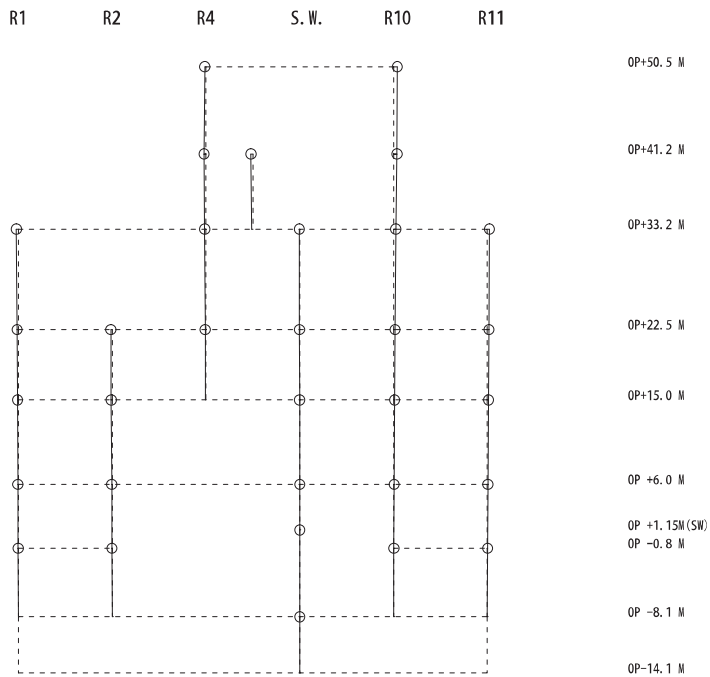 R1 R2 R4 S.W. R10 R11
OP+50.5 M
OP+41.2 M
OP+33.2 M
OP+22.5 M
OP+15.0 M
OP +6.0 M
OP +1.15M(SW)
OP -0.8 M
OP -8.1 M
OP-14.1 M